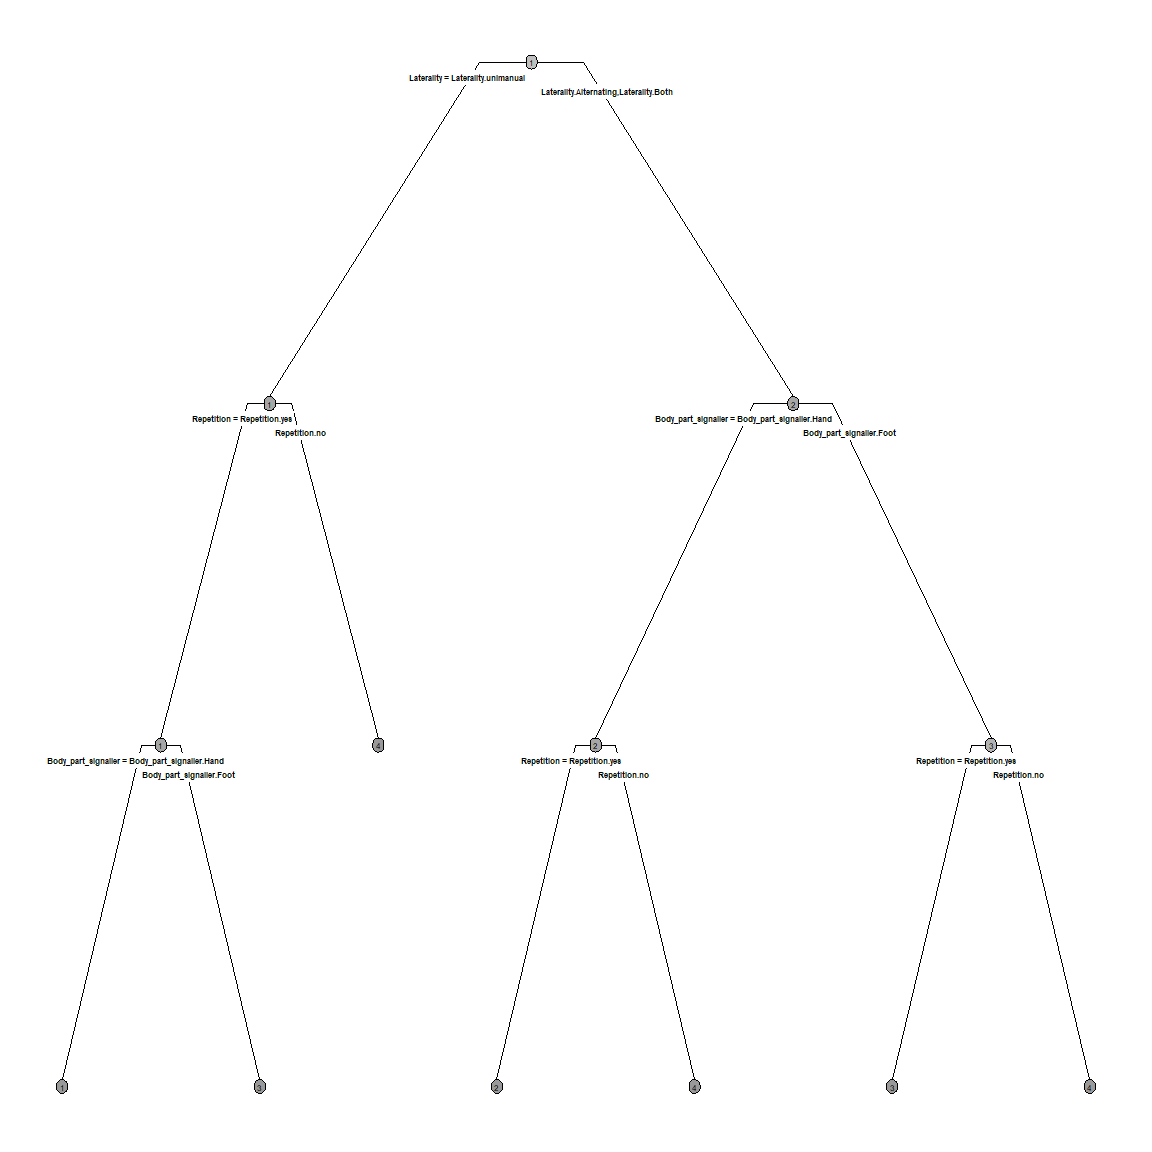 1
Laterality = Laterality.unimanual
Laterality.Alternating,Laterality.Both
1
2
Repetition = Repetition.yes
Body_part_signaller = Body_part_signaller.Hand
Repetition.no
Body_part_signaller.Foot
1
4
2
3
Body_part_signaller = Body_part_signaller.Hand
Repetition = Repetition.yes
Repetition = Repetition.yes
Body_part_signaller.Foot
Repetition.no
Repetition.no
1
3
2
4
3
4